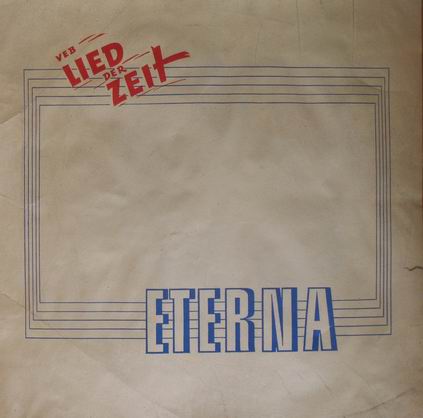 VEB
LIED
DER
ZEIT
ETERNA